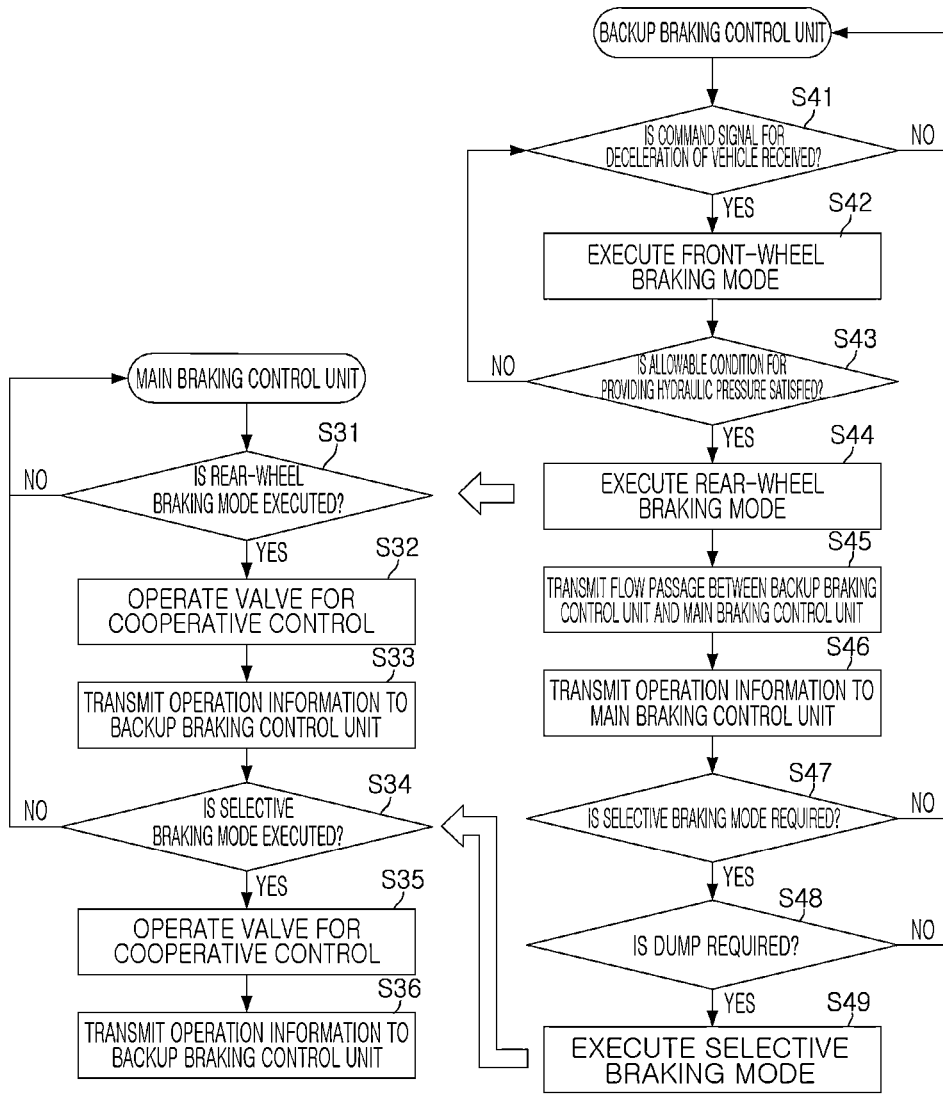 BACKUP BRAKING CONTROL UNIT
S41
IS COMMAND SIGNAL FOR
DECELERATION OF VEHICLE RECEIVED?
NO
YES
S42
EXECUTE FRONT-WHEEL
BRAKING MODE
S43
NO
IS ALLOWABLE CONDITION FOR
PROVIDING HYDRAULIC PRESSURE SATISFIED?
YES
S44
EXECUTE REAR-WHEEL
BRAKING MODE
S45
TRANSMIT FLOW PASSAGE BETWEEN BACKUP BRAKING
CONTROL UNIT AND MAIN BRAKING CONTROL UNIT
S46
TRANSMIT OPERATION INFORMATION TO
MAIN BRAKING CONTROL UNIT
S47
IS SELECTIVE BRAKING MODE REQUIRED?
NO
YES
S48
IS DUMP REQUIRED?
NO
YES
S49
EXECUTE SELECTIVE
BRAKING MODE
MAIN BRAKING CONTROL UNIT
S31
NO
IS REAR-WHEEL
BRAKING MODE EXECUTED?
YES
S32
OPERATE VALVE FOR
COOPERATIVE CONTROL
S33
TRANSMIT OPERATION INFORMATION TO
BACKUP BRAKING CONTROL UNIT
S34
NO
IS SELECTIVE
BRAKING MODE EXECUTED?
YES
S35
OPERATE VALVE FOR
COOPERATIVE CONTROL
S36
TRANSMIT OPERATION INFORMATION TO
BACKUP BRAKING CONTROL UNIT